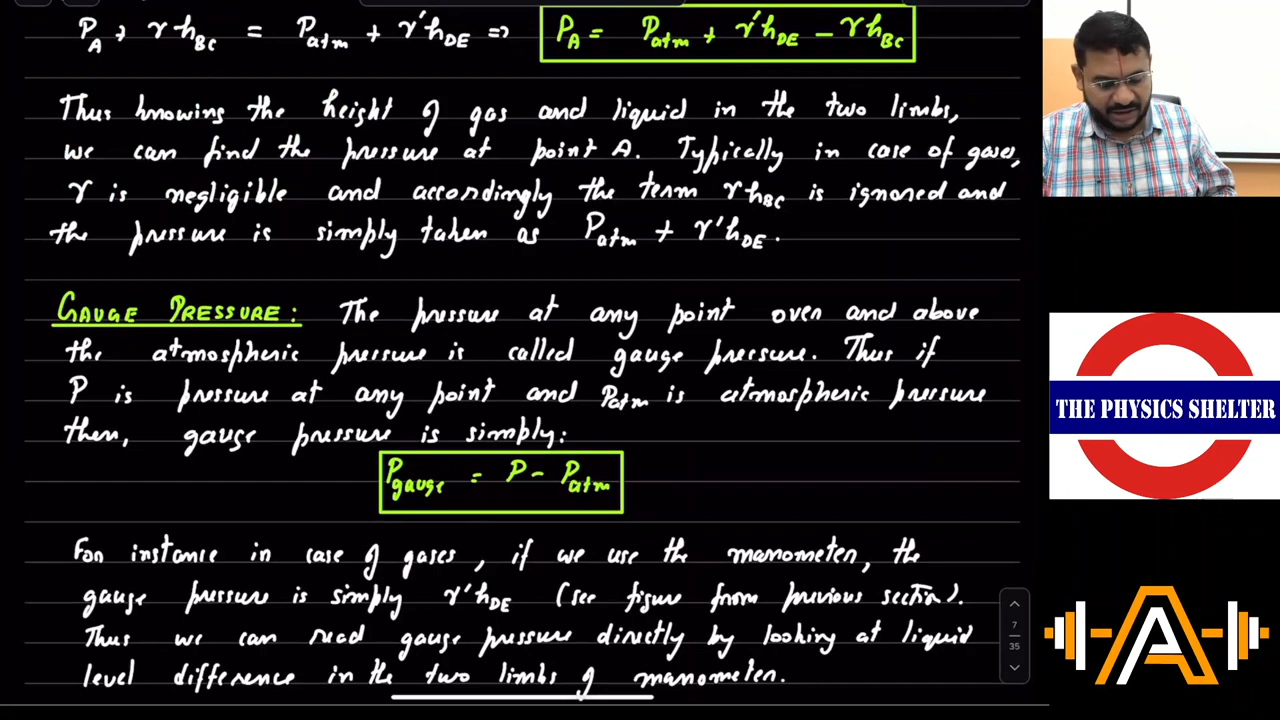 P_A + γh_BC = P_atm + γ'h_DE ⇒ P_A = P_atm + γ'h_DE − γh_BC
Thus knowing the height of gas and liquid in the two limbs,
we can find the pressure at point A. Typically in case of gases,
γ is negligible and accordingly the term γh_BC is ignored and
the pressure is simply taken as P_atm + γ'h_DE.
GAUGE PRESSURE: The pressure at any point over and above
the atmospheric pressure is called gauge pressure. Thus if
P is pressure at any point and P_atm is atmospheric pressure
then, gauge pressure is simply:
P_gauge = P − P_atm
For instance in case of gases, if we use the manometer, the
gauge pressure is simply γ'h_DE (see figure from previous section).
Thus we can read gauge pressure directly by looking at liquid
level difference in the two limbs of manometer.
7
35
THE PHYSICS SHELTER
A